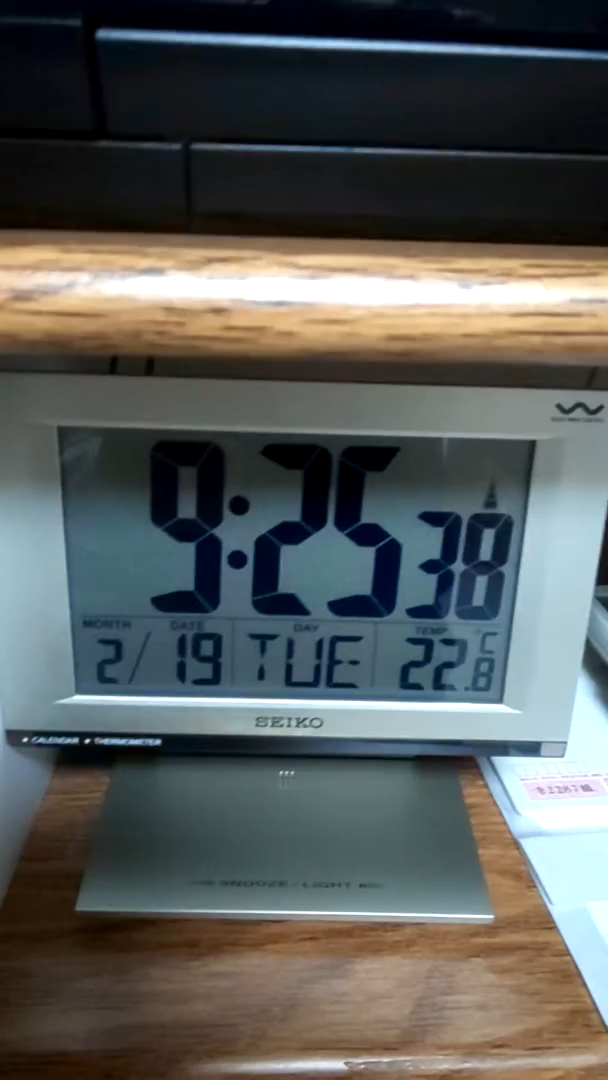 9:25 38
MONTH DATE DAY TEMP
2/19 TUE 22.8 °C
SEIKO
CALENDAR THERMOMETER
SNOOZE / LIGHT